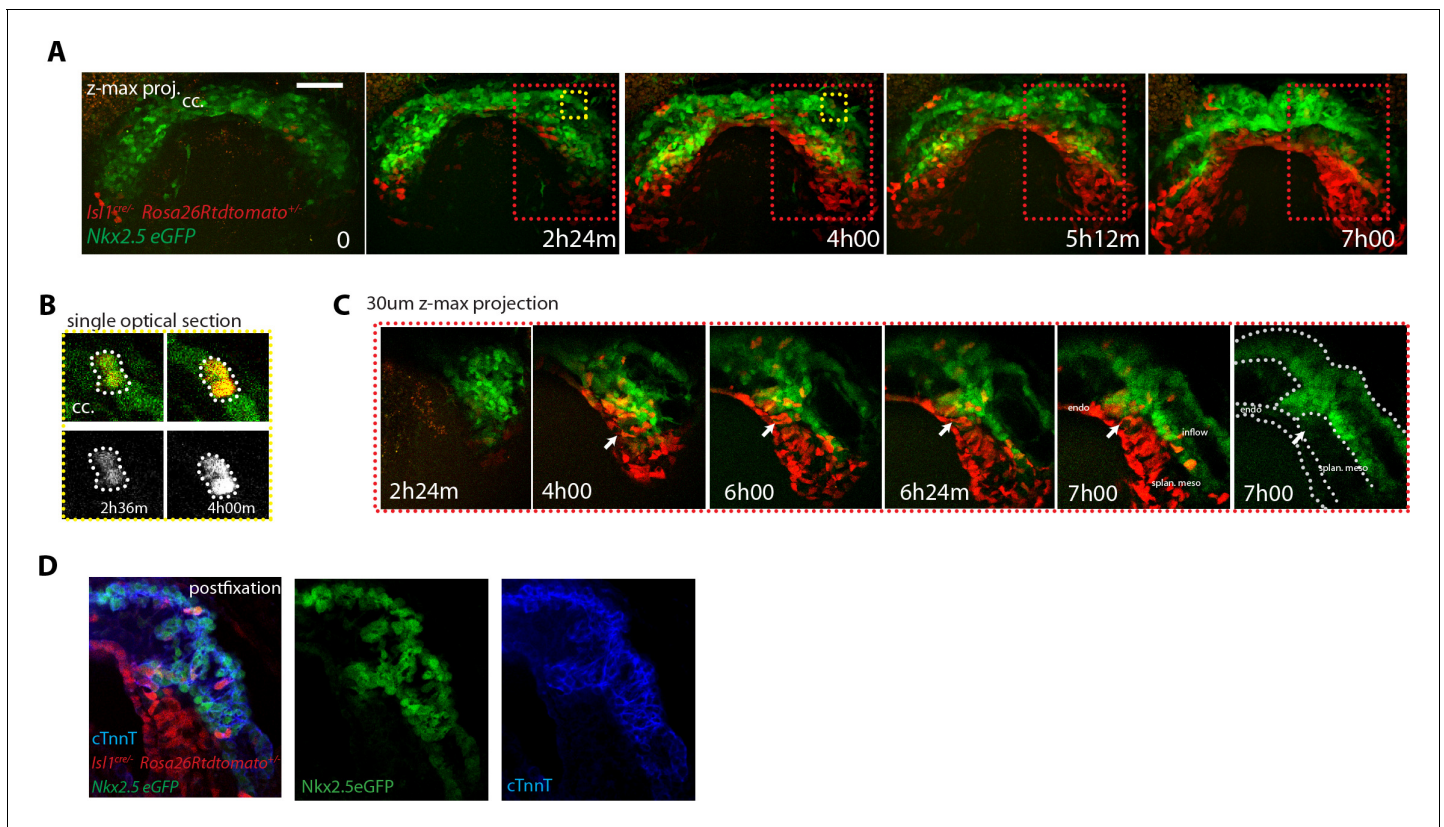 A
z-max proj.
cc.
Isl1cre/- Rosa26Rtdtomato+/-
Nkx2.5 eGFP
0
2h24m
4h00
5h12m
7h00
B
single optical section
cc.
2h36m
4h00m
C
30um z-max projection
2h24m
4h00
6h00
6h24m
endo
inflow
splan. meso
7h00
endo
splan. meso
7h00
D
postfixation
cTnnT
Isl1cre/- Rosa26Rtdtomato+/-
Nkx2.5 eGFP
Nkx2.5eGFP
cTnnT